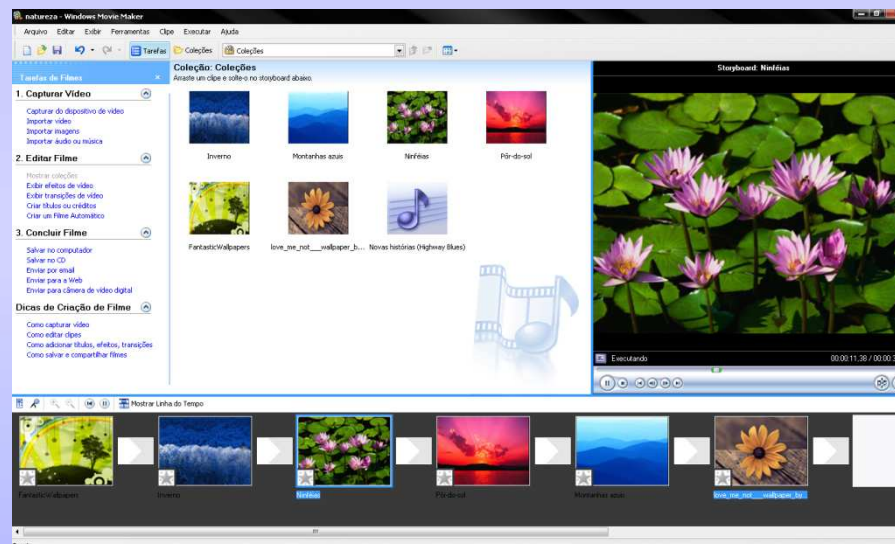 natureza - Windows Movie Maker
Arquivo Editar Exibir Ferramentas Clipe Executar Ajuda
Tarefas Coleções Coleções
Tarefas de Filmes
1. Capturar Vídeo
Capturar do dispositivo de vídeo
Importar vídeo
Importar imagens
Importar áudio ou música
2. Editar Filme
Mostrar coleções
Exibir efeitos de vídeo
Exibir transições de vídeo
Criar títulos ou créditos
Criar um Filme Automático
3. Concluir Filme
Salvar no computador
Salvar no CD
Enviar por email
Enviar para a Web
Enviar para câmera de vídeo digital
Dicas de Criação de Filme
Como capturar vídeo
Como editar clipes
Como adicionar títulos, efeitos, transições
Como salvar e compartilhar filmes
Coleção: Coleções
Arraste um clipe e solte-o no storyboard abaixo.
Inverno Montanhas azuis Ninféias Pôr-do-sol
FantasticWallpapers love_me_not___wallpaper_b... Novas histórias (Highway Blues)
Storyboard: Ninféias
Executando 00:00:11,38 / 00:00:3
Mostrar Linha do Tempo
FantasticWallpapers Inverno Ninféias Pôr-do-sol Montanhas azuis love_me_not___wallpaper_by...